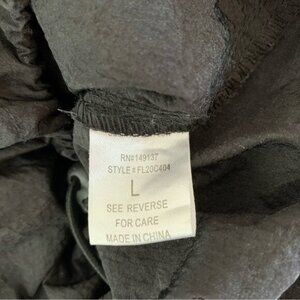 RN#149137
STYLE # FL20C404
L
SEE REVERSE
FOR CARE
MADE IN CHINA